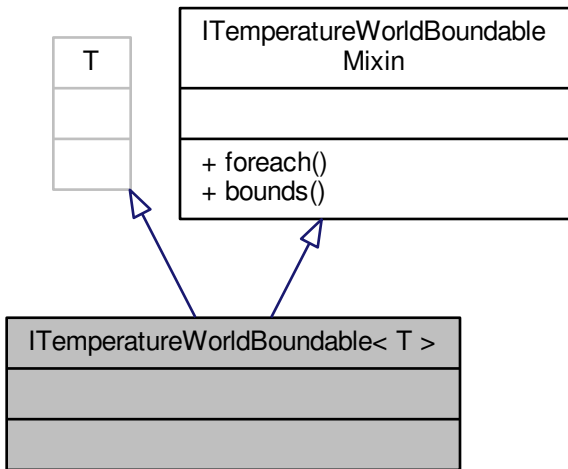 T
ITemperatureWorldBoundable
Mixin
+ foreach()
+ bounds()
ITemperatureWorldBoundable< T >